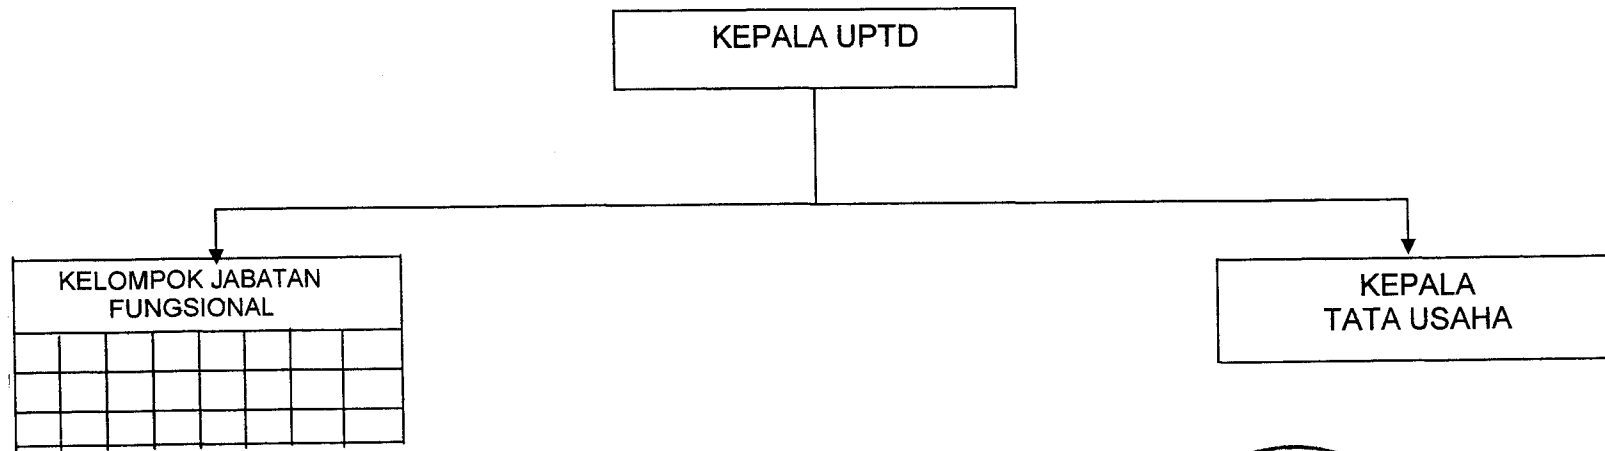 KEPALA UPTD
KELOMPOK JABATAN
FUNGSIONAL
KEPALA
TATA USAHA